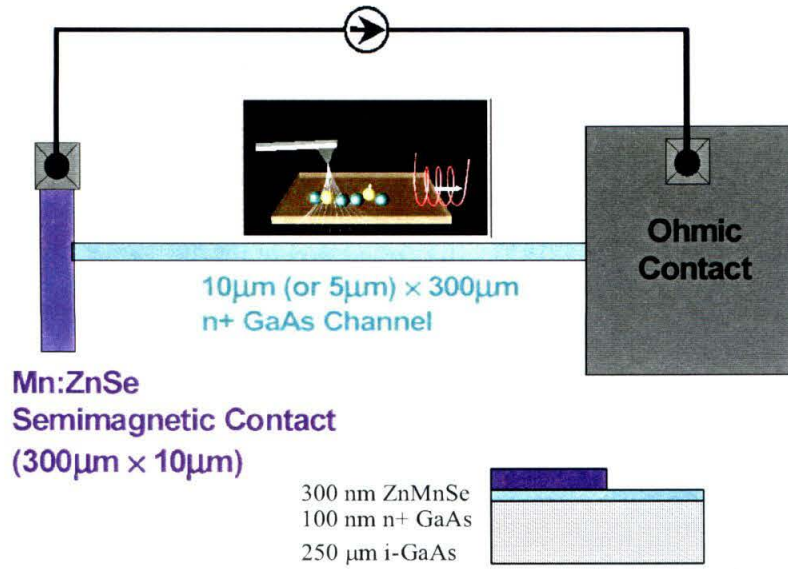 Ohmic
Contact
10μm (or 5μm) × 300μm
n+ GaAs Channel
Mn:ZnSe
Semimagnetic Contact
(300μm × 10μm)
300 nm ZnMnSe
100 nm n+ GaAs
250 μm i-GaAs